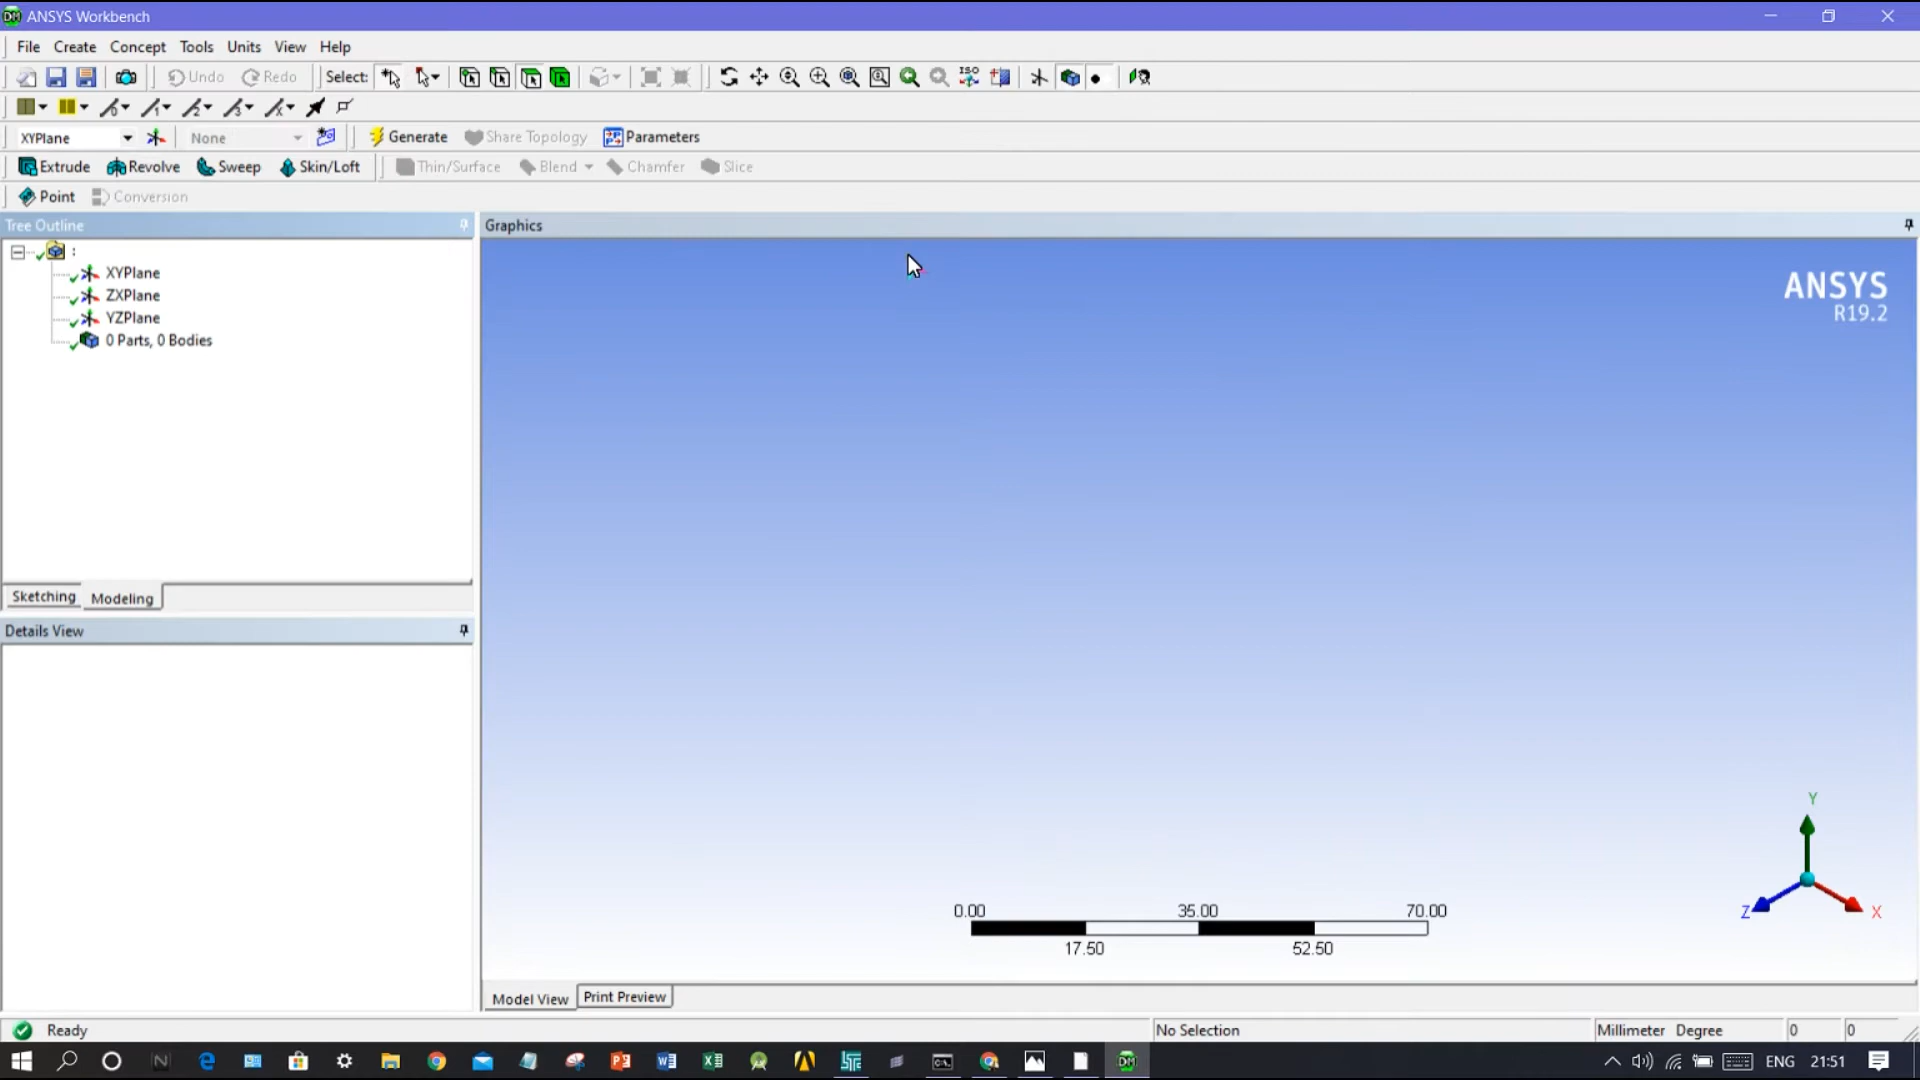 ANSYS Workbench
File Create Concept Tools Units View Help
Undo Redo Select: ISO
XYPlane None Generate Share Topology Parameters
Extrude Revolve Sweep Skin/Loft Thin/Surface Blend Chamfer Slice
Point Conversion
Tree Outline
:
XYPlane
ZXPlane
YZPlane
0 Parts, 0 Bodies
Sketching Modeling
Details View
Graphics
ANSYS
R19.2
Y
Z X
0.00 35.00 70.00
17.50 52.50
Model View Print Preview
Ready No Selection Millimeter Degree 0 0
ENG 21:51